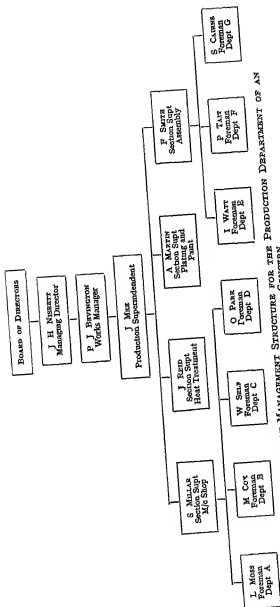 BOARD OF DIRECTORS
J H NESBITT
Managing Director
P J BEVINGTON
Works Manager
J MEE
Production Superintendent
S MILLAR
Section Supt
M/c Shop
J REID
Section Supt
Heat Treatment
A MARTIN
Section Supt
Plating and
Paint
F SMITH
Section Supt
Assembly
L MOSS
Foreman
Dept A
M COX
Foreman
Dept B
W SELF
Foreman
Dept C
O PARK
Foreman
Dept D
I WATT
Foreman
Dept E
P TAIT
Foreman
Dept F
S CAIRNS
Foreman
Dept G
MANAGEMENT STRUCTURE FOR THE PRODUCTION DEPARTMENT OF AN